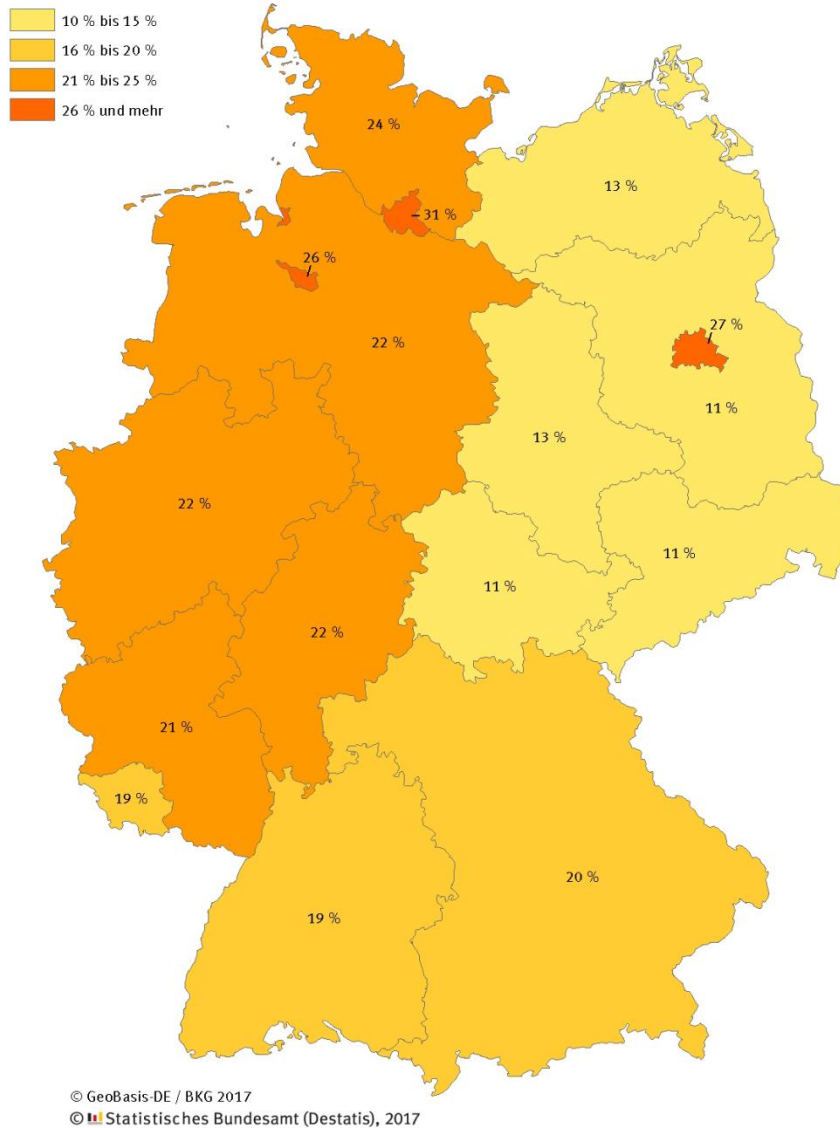 10 % bis 15 %
16 % bis 20 %
21 % bis 25 %
26 % und mehr
24 %
13 %
31 %
26 %
27 %
22 %
11 %
13 %
22 %
11 %
11 %
22 %
21 %
19 %
20 %
19 %
© GeoBasis-DE / BKG 2017
© Statistisches Bundesamt (Destatis), 2017